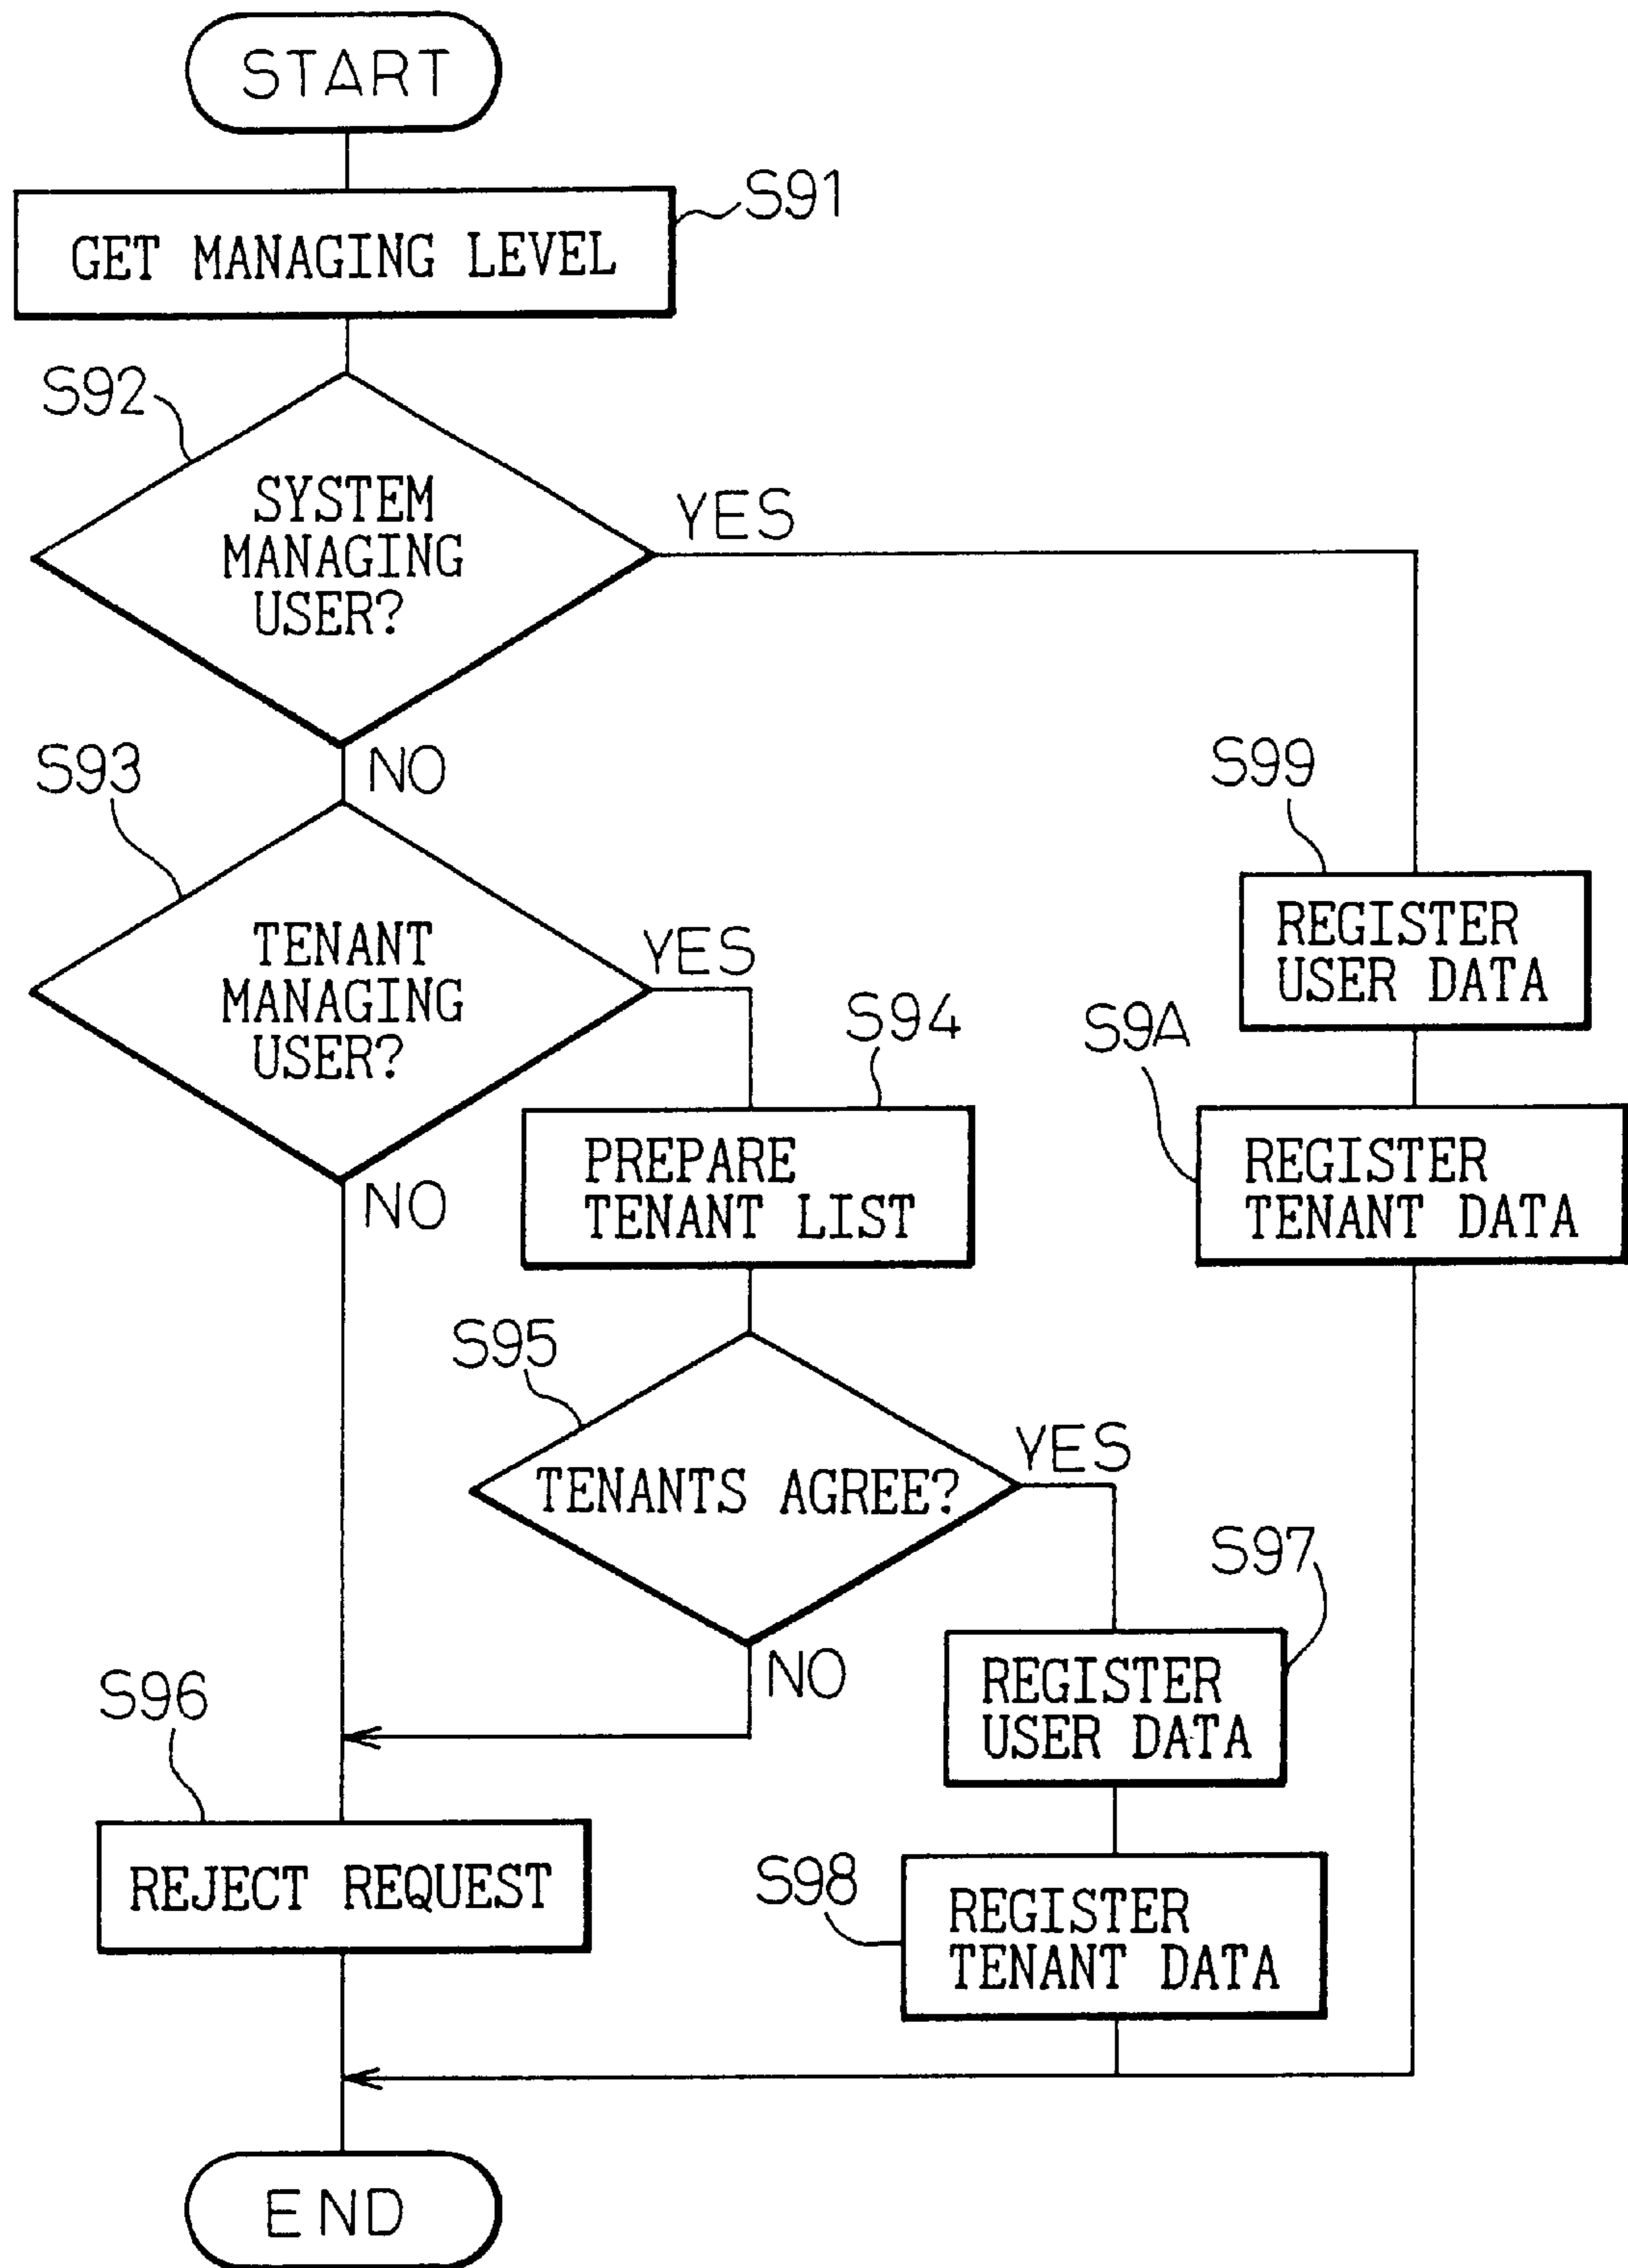 START
S91
GET MANAGING LEVEL
S92
SYSTEM
MANAGING
USER?
YES
NO
S93
TENANT
MANAGING
USER?
YES
NO
S94
PREPARE
TENANT LIST
S95
TENANTS AGREE?
YES
NO
S96
REJECT REQUEST
S97
REGISTER
USER DATA
S98
REGISTER
TENANT DATA
S99
REGISTER
USER DATA
S9A
REGISTER
TENANT DATA
END